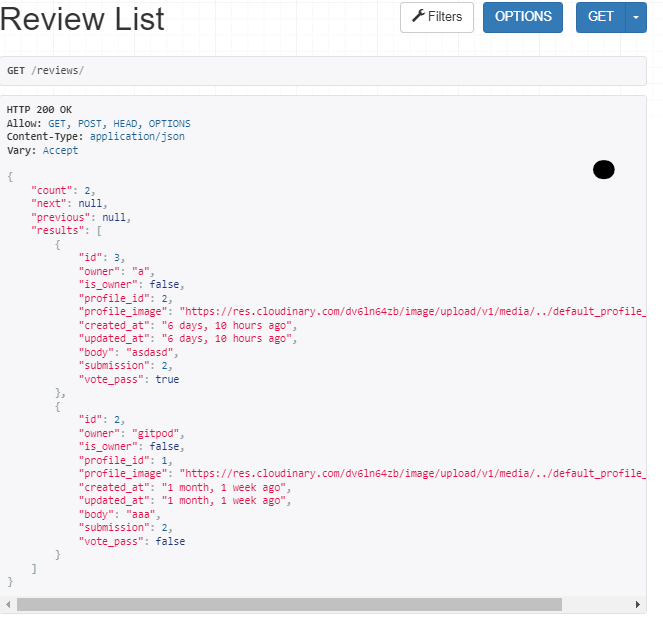 Review List
Filters
OPTIONS
GET
GET /reviews/
HTTP 200 OK
Allow: GET, POST, HEAD, OPTIONS
Content-Type: application/json
Vary: Accept
{
    "count": 2,
    "next": null,
    "previous": null,
    "results": [
        {
            "id": 3,
            "owner": "a",
            "is_owner": false,
            "profile_id": 2,
            "profile_image": "https://res.cloudinary.com/dv6ln64zb/image/upload/v1/media/../default_profile_
            "created_at": "6 days, 10 hours ago",
            "updated_at": "6 days, 10 hours ago",
            "body": "asdasd",
            "submission": 2,
            "vote_pass": true
        },
        {
            "id": 2,
            "owner": "gitpod",
            "is_owner": false,
            "profile_id": 1,
            "profile_image": "https://res.cloudinary.com/dv6ln64zb/image/upload/v1/media/../default_profile_
            "created_at": "1 month, 1 week ago",
            "updated_at": "1 month, 1 week ago",
            "body": "aaa",
            "submission": 2,
            "vote_pass": false
        }
    ]
}